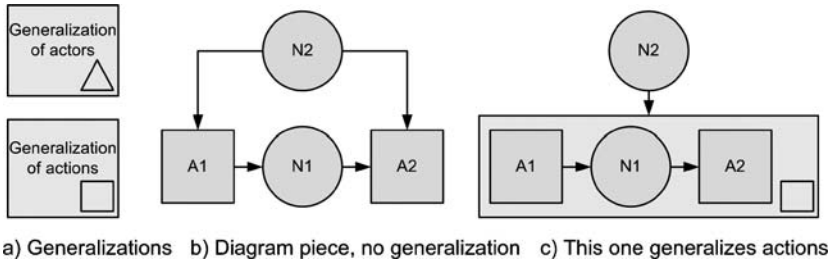 Generalization
of actors
Generalization
of actions
N2
A1
N1
A2
N2
A1
N1
A2
a) Generalizations
b) Diagram piece, no generalization
c) This one generalizes actions